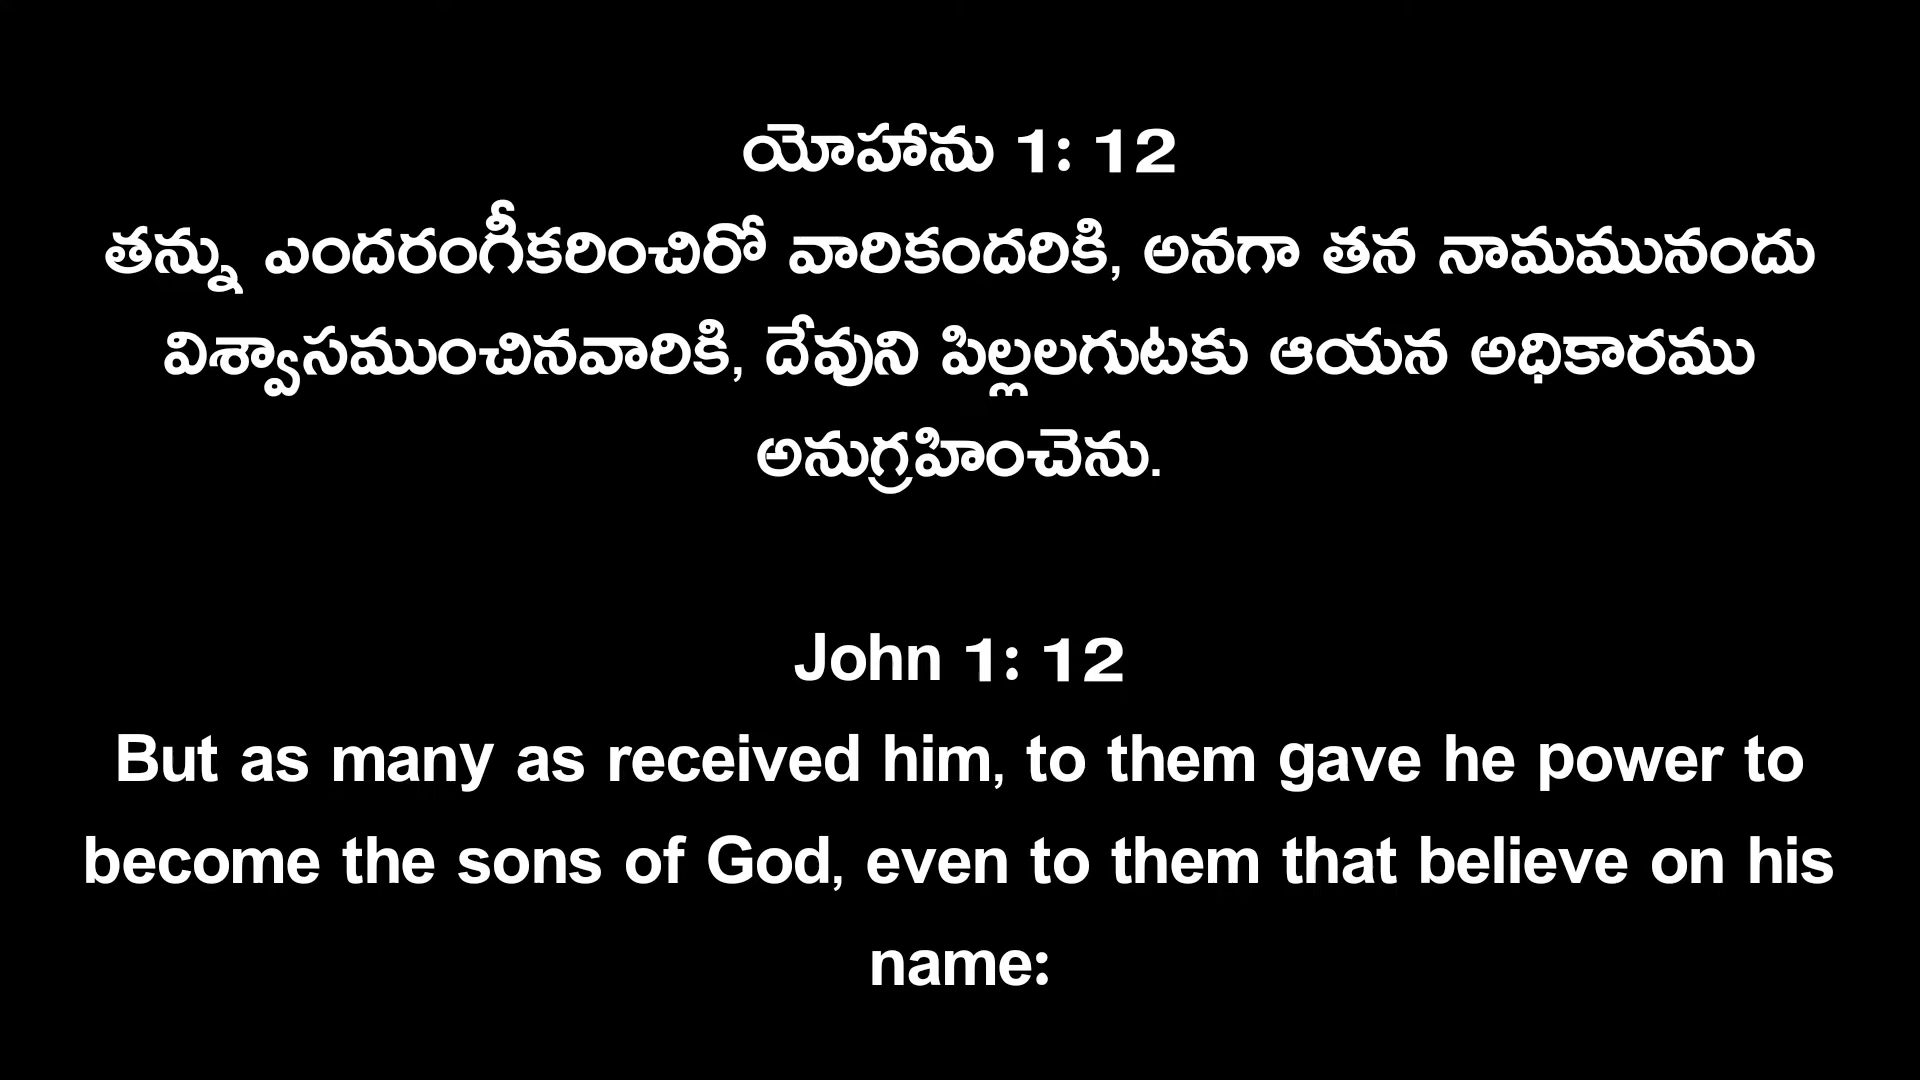 యోహాను 1: 12
తన్ను ఎందరంగీకరించిరో వారికందరికి, అనగా తన నామమునందు
విశ్వాసముంచినవారికి, దేవుని పిల్లలగుటకు ఆయన అధికారము
అనుగ్రహించెను.
John 1: 12
But as many as received him, to them gave he power to
become the sons of God, even to them that believe on his
name: